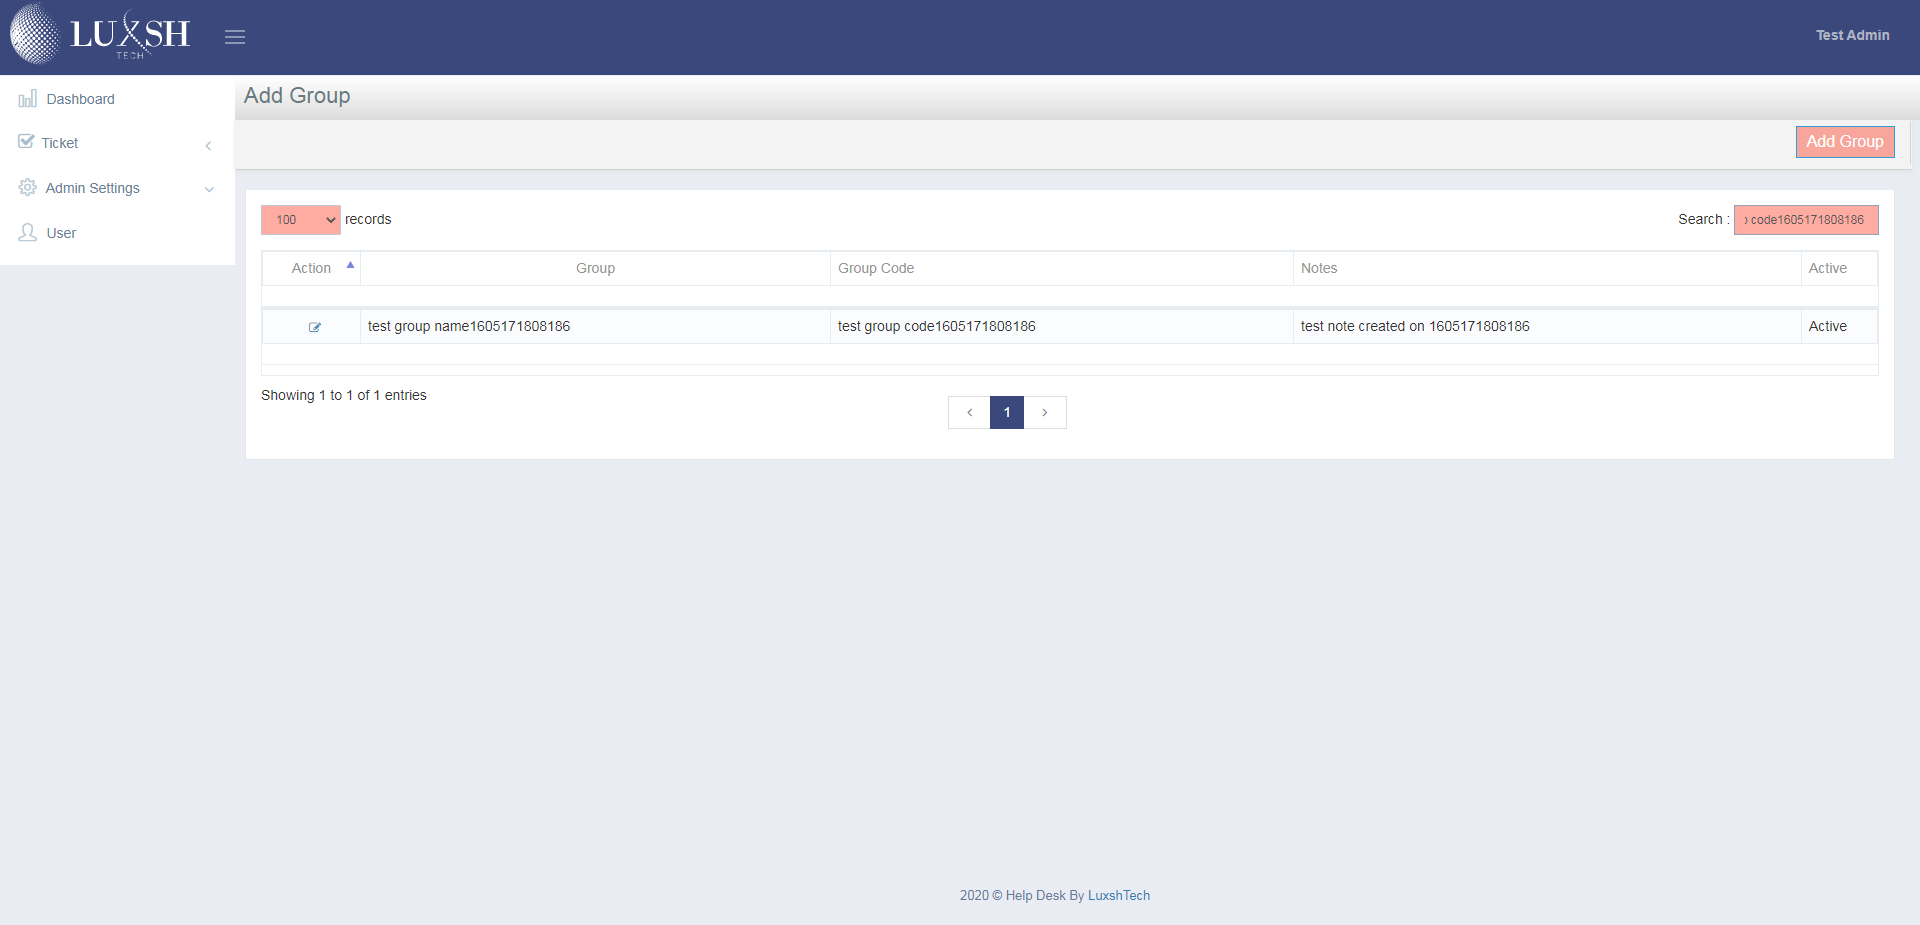 LUXSH
TECH
Test Admin
Dashboard
Ticket
Admin Settings
User
Add Group
Add Group
100 records
Search : code1605171808186
Action Group Group Code Notes Active
test group name1605171808186 test group code1605171808186 test note created on 1605171808186 Active
Showing 1 to 1 of 1 entries
< 1 >
2020 © Help Desk By LuxshTech